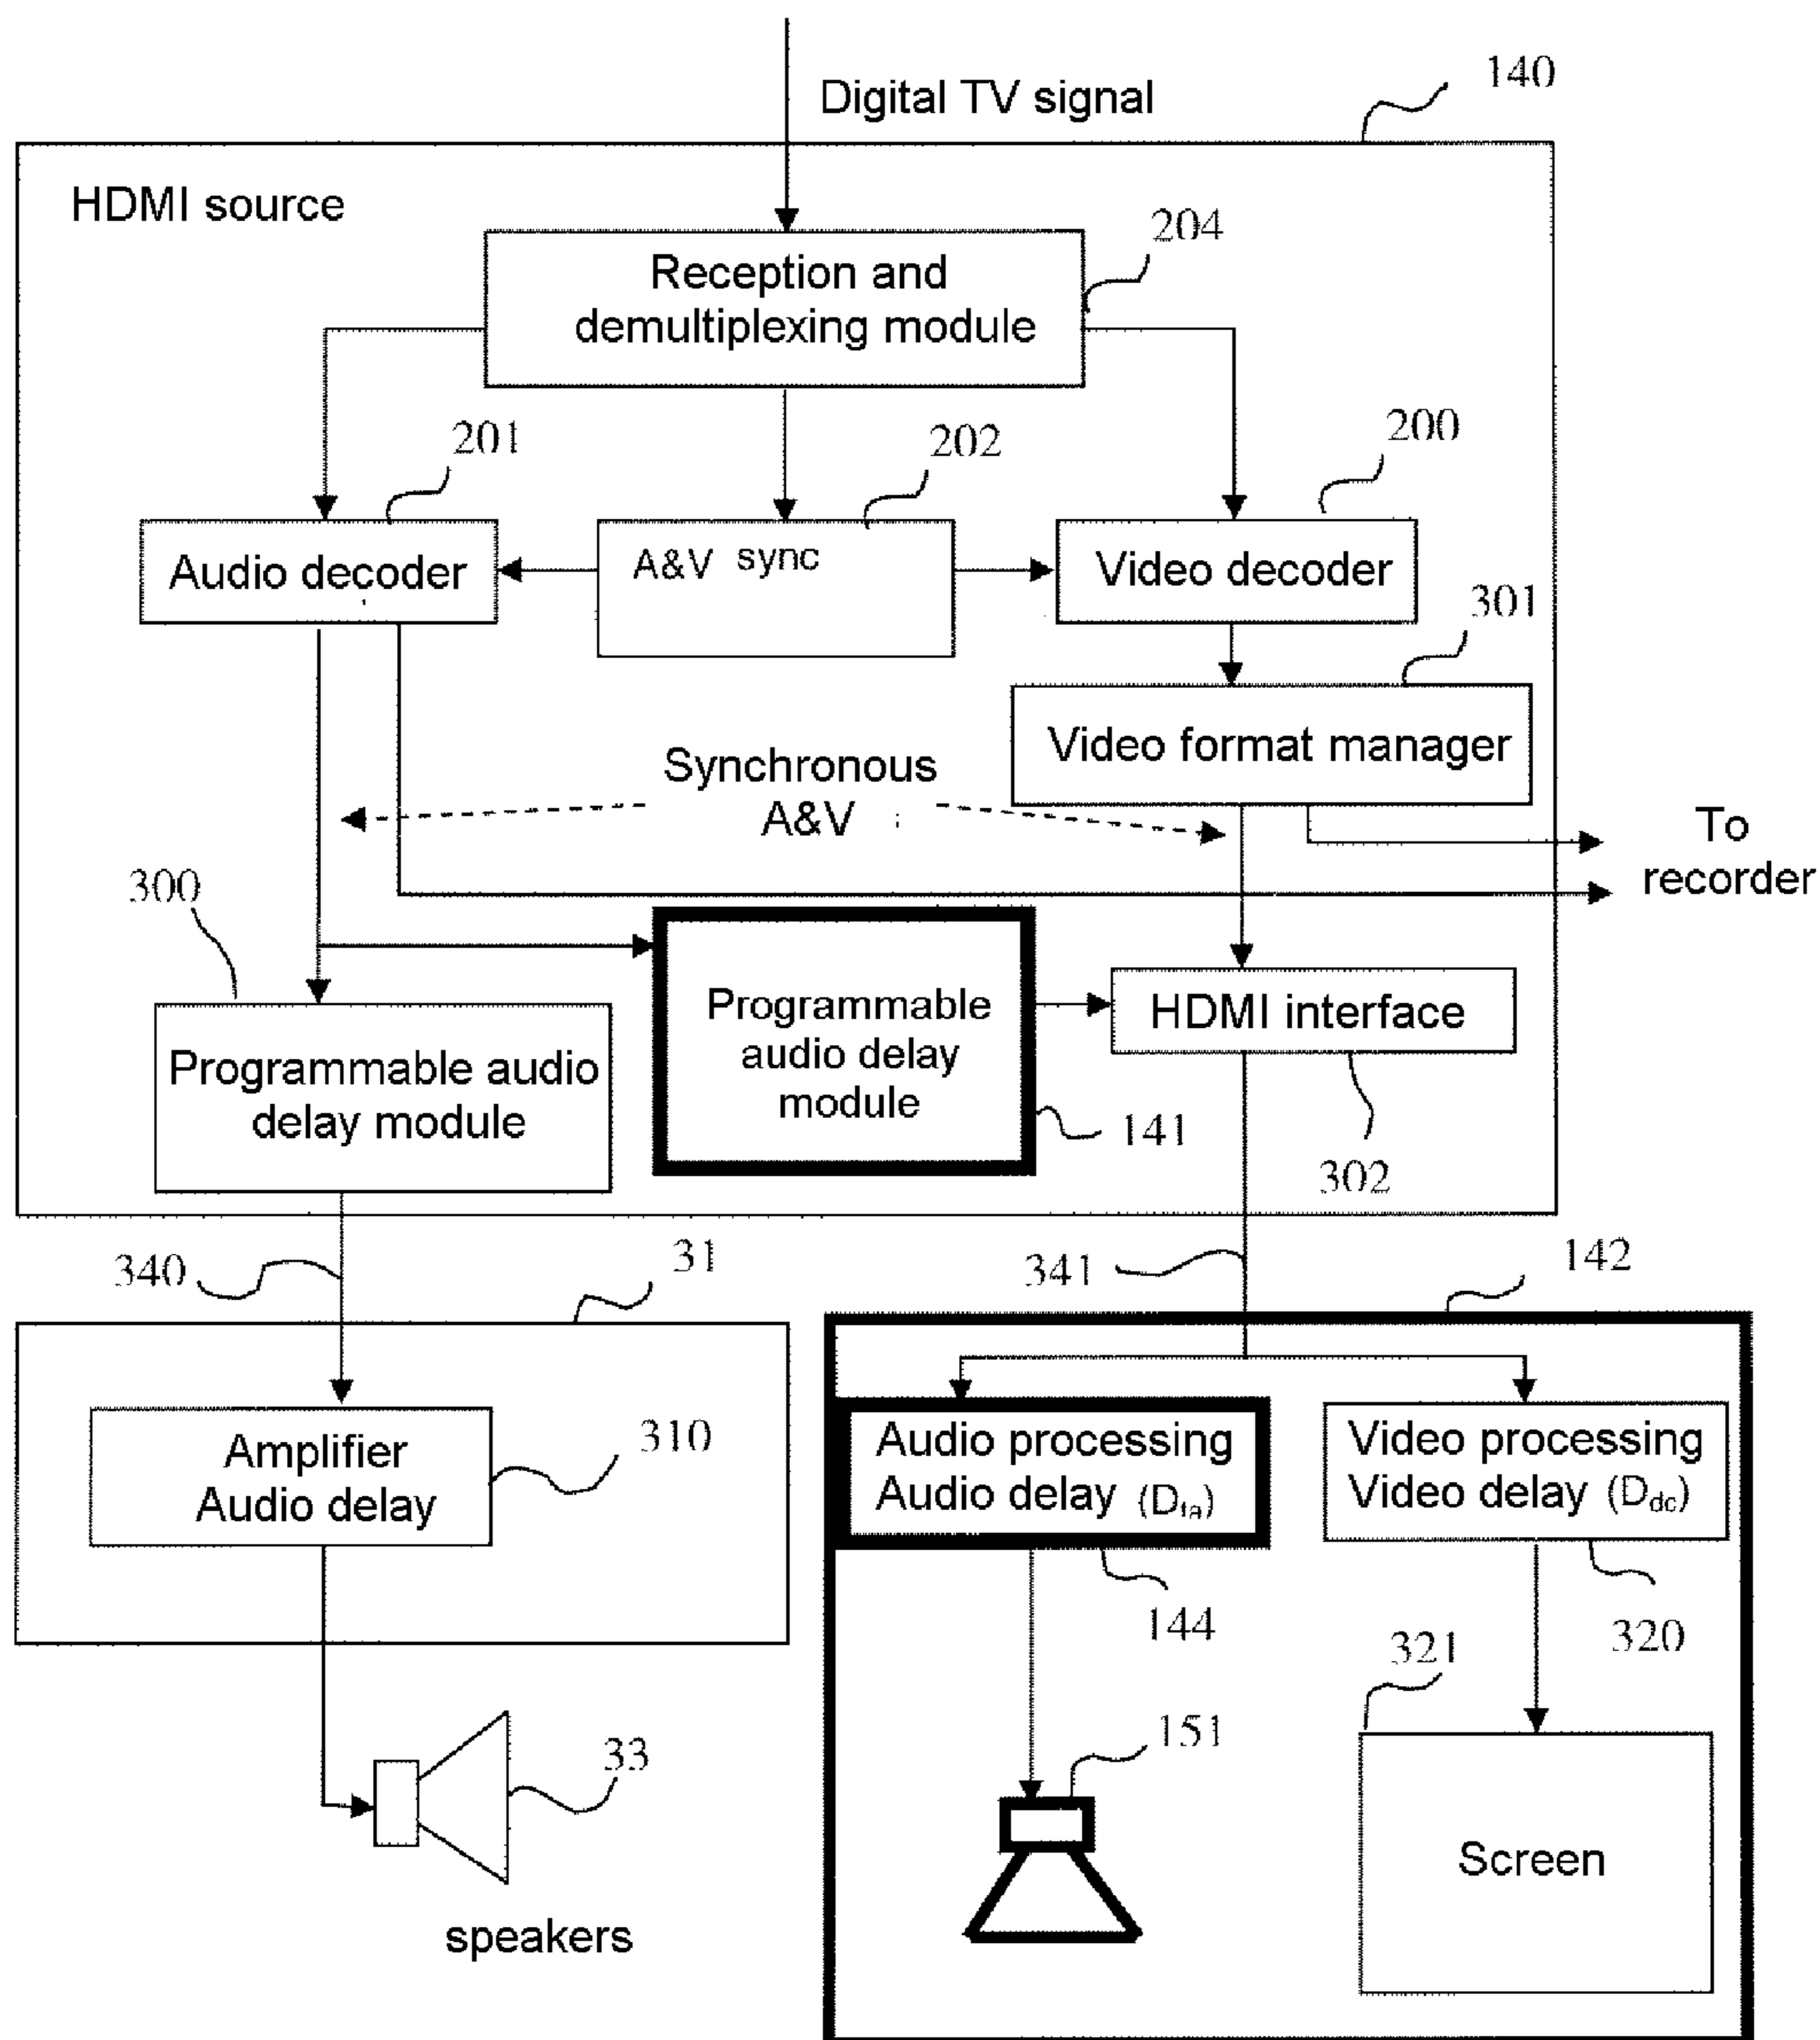 Digital TV signal
140
HDMI source
204
Reception and
demultiplexing module
201
202
200
Audio decoder
A&V sync
Video decoder
301
Video format manager
Synchronous
A&V
To
recorder
300
Programmable audio
delay module
Programmable
audio delay
module
141
HDMI interface
302
340
31
341
142
Amplifier
Audio delay
310
Audio processing
Audio delay (Dta)
Video processing
Video delay (Ddc)
144
320
321
33
151
Screen
speakers